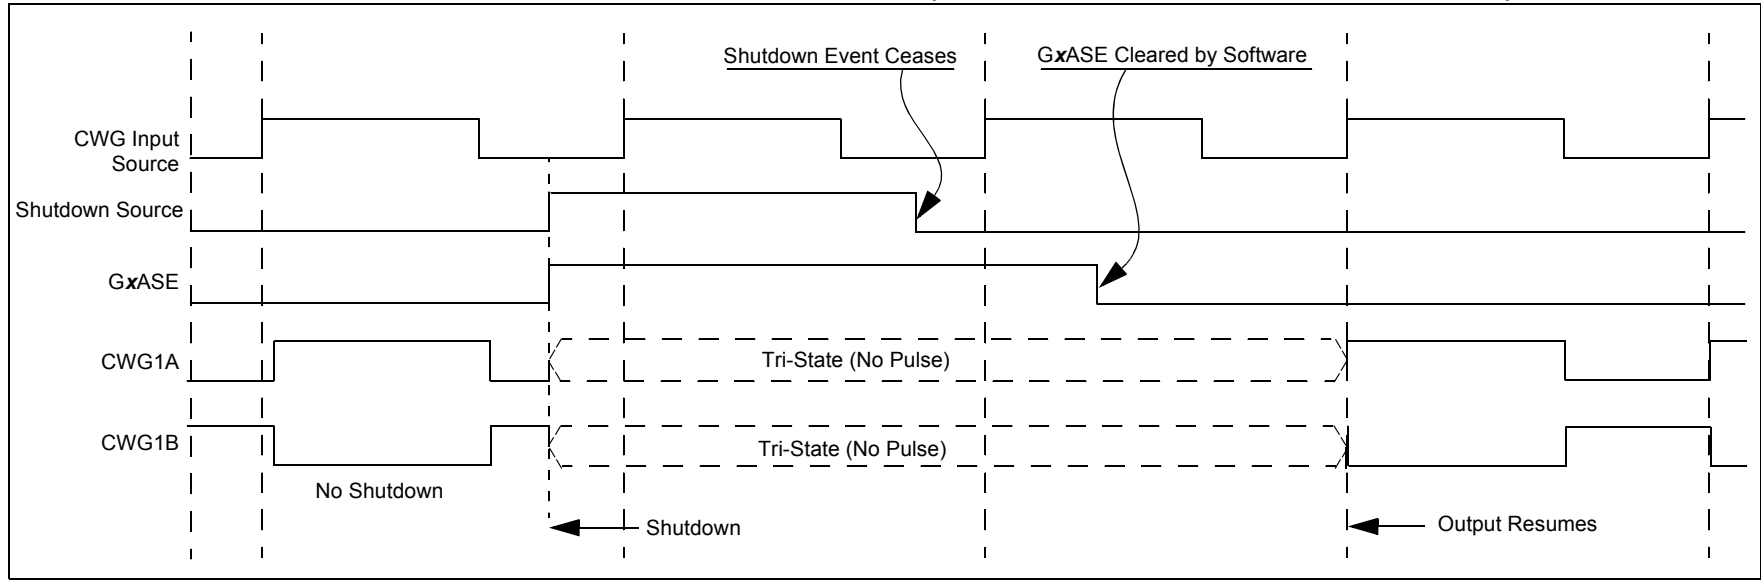 Shutdown Event Ceases
GxASE Cleared by Software
CWG Input
Source
Shutdown Source
GxASE
CWG1A
Tri-State (No Pulse)
CWG1B
Tri-State (No Pulse)
No Shutdown
Shutdown
Output Resumes